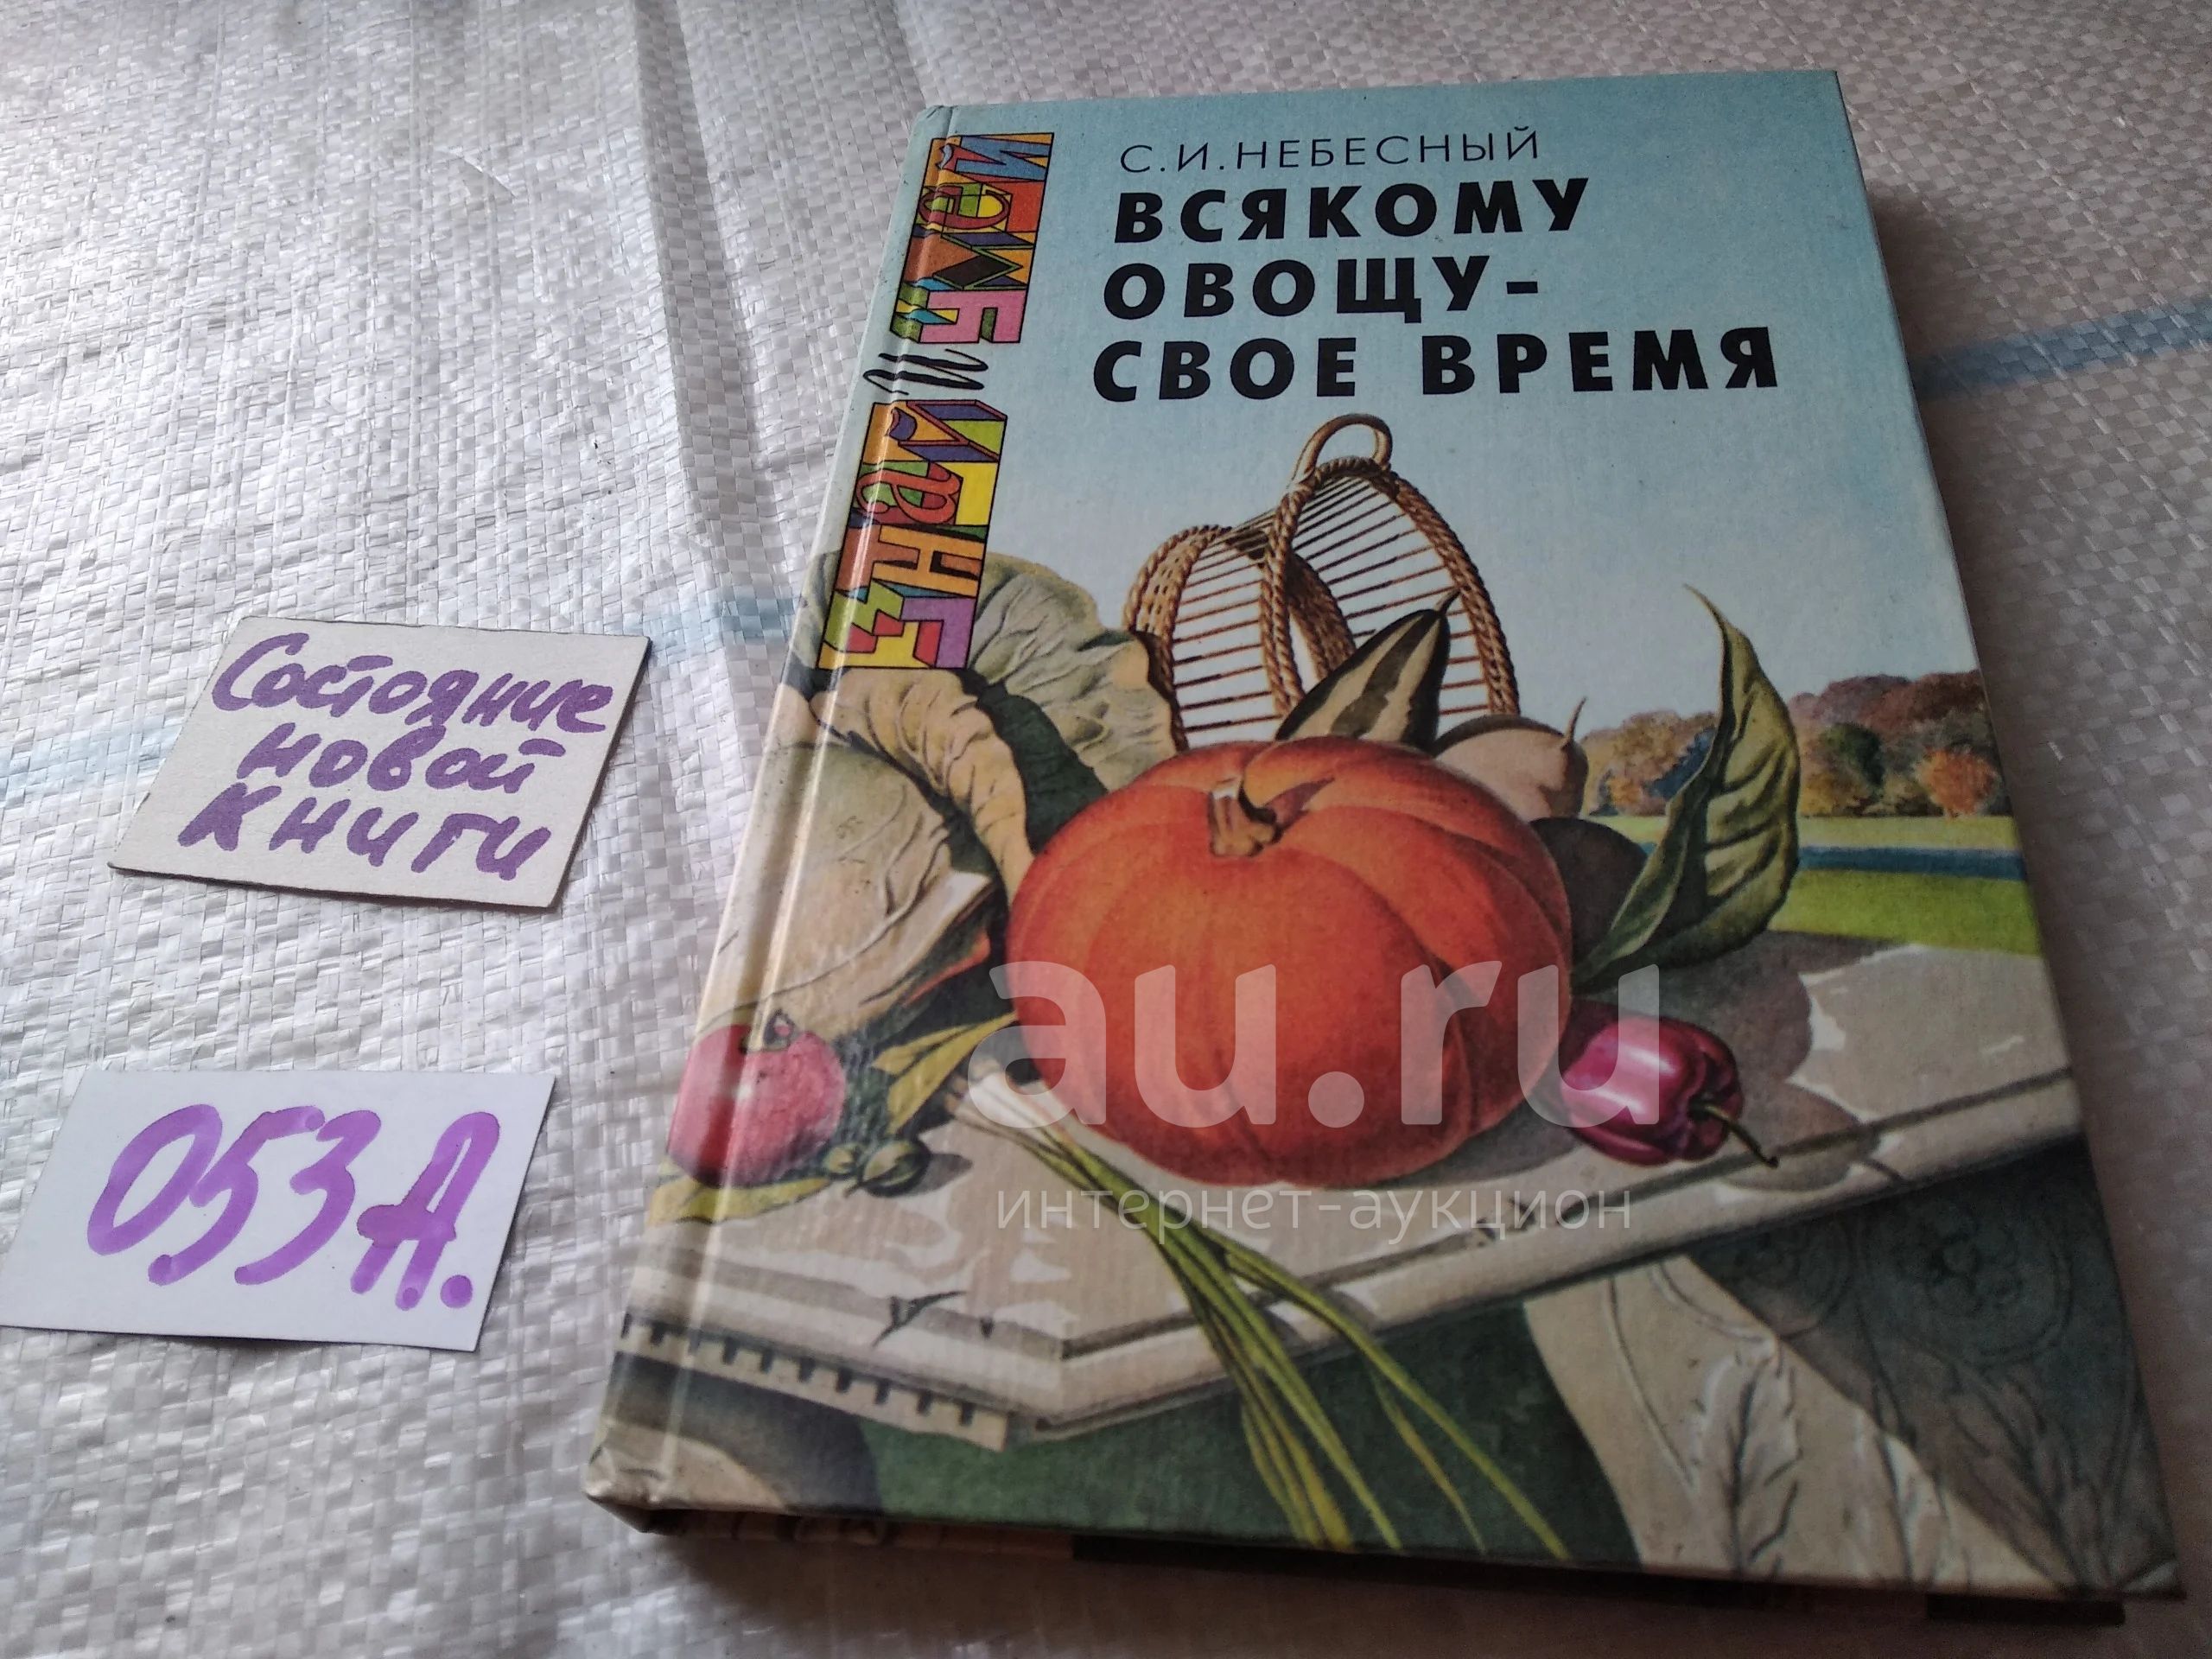 С.И.НЕБЕСНЫЙ
ВСЯКОМУ
ОВОЩУ-
СВОЕ ВРЕМЯ
Состояние
новой
книги
053А.
au.ru
интернет-аукцион